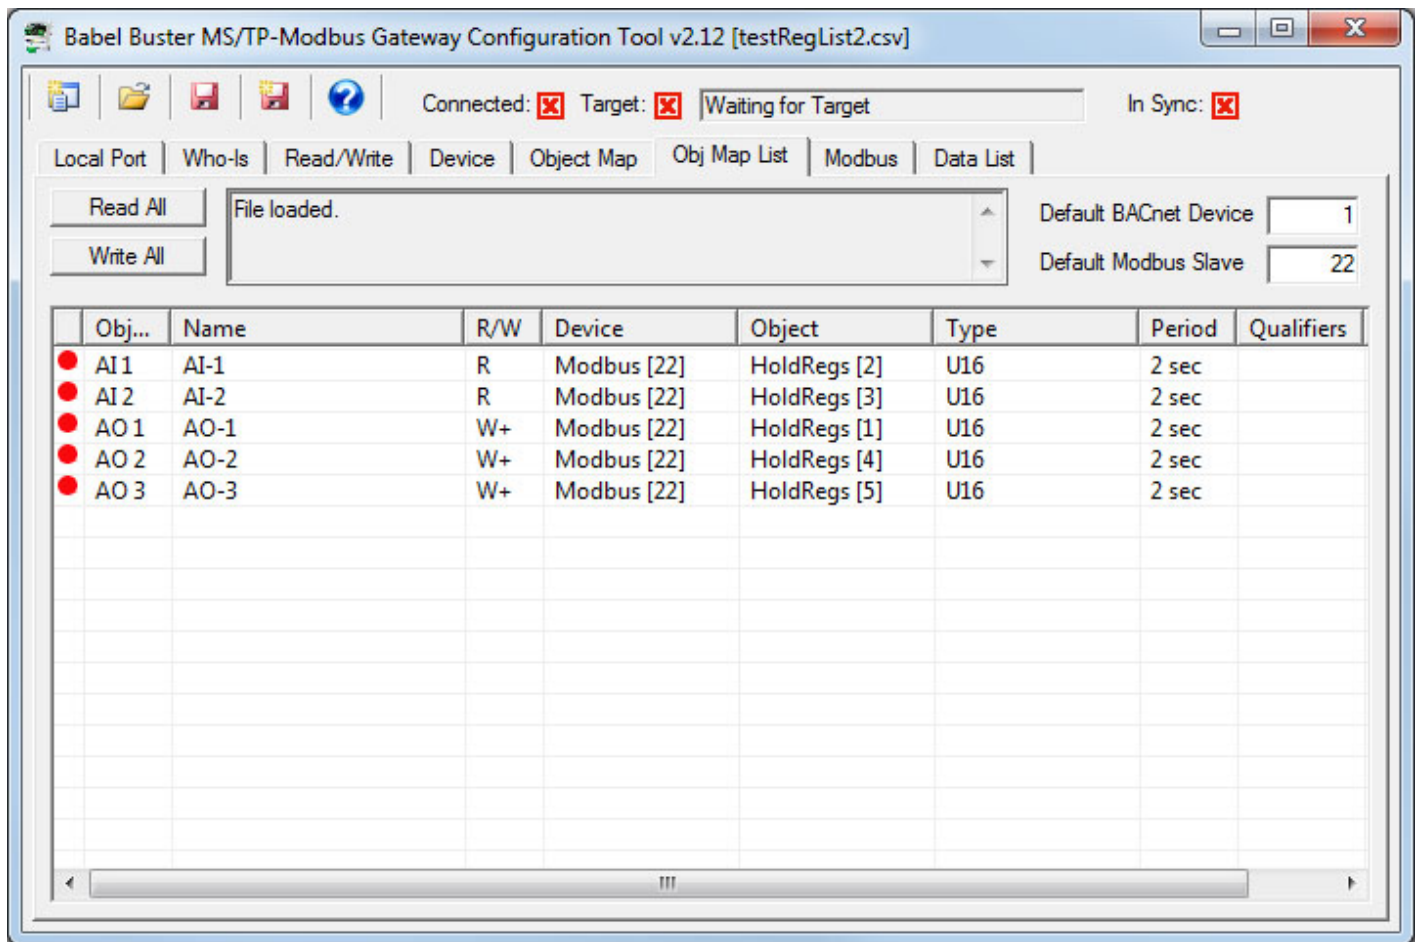 Babel Buster MS/TP-Modbus Gateway Configuration Tool v2.12 [testRegList2.csv]
Connected: Target: Waiting for Target In Sync:
Local Port Who-Is Read/Write Device Object Map Obj Map List Modbus Data List
Read All File loaded. Default BACnet Device 1
Write All Default Modbus Slave 22
Obj... Name R/W Device Object Type Period Qualifiers
AI 1 AI-1 R Modbus [22] HoldRegs [2] U16 2 sec
AI 2 AI-2 R Modbus [22] HoldRegs [3] U16 2 sec
AO 1 AO-1 W+ Modbus [22] HoldRegs [1] U16 2 sec
AO 2 AO-2 W+ Modbus [22] HoldRegs [4] U16 2 sec
AO 3 AO-3 W+ Modbus [22] HoldRegs [5] U16 2 sec